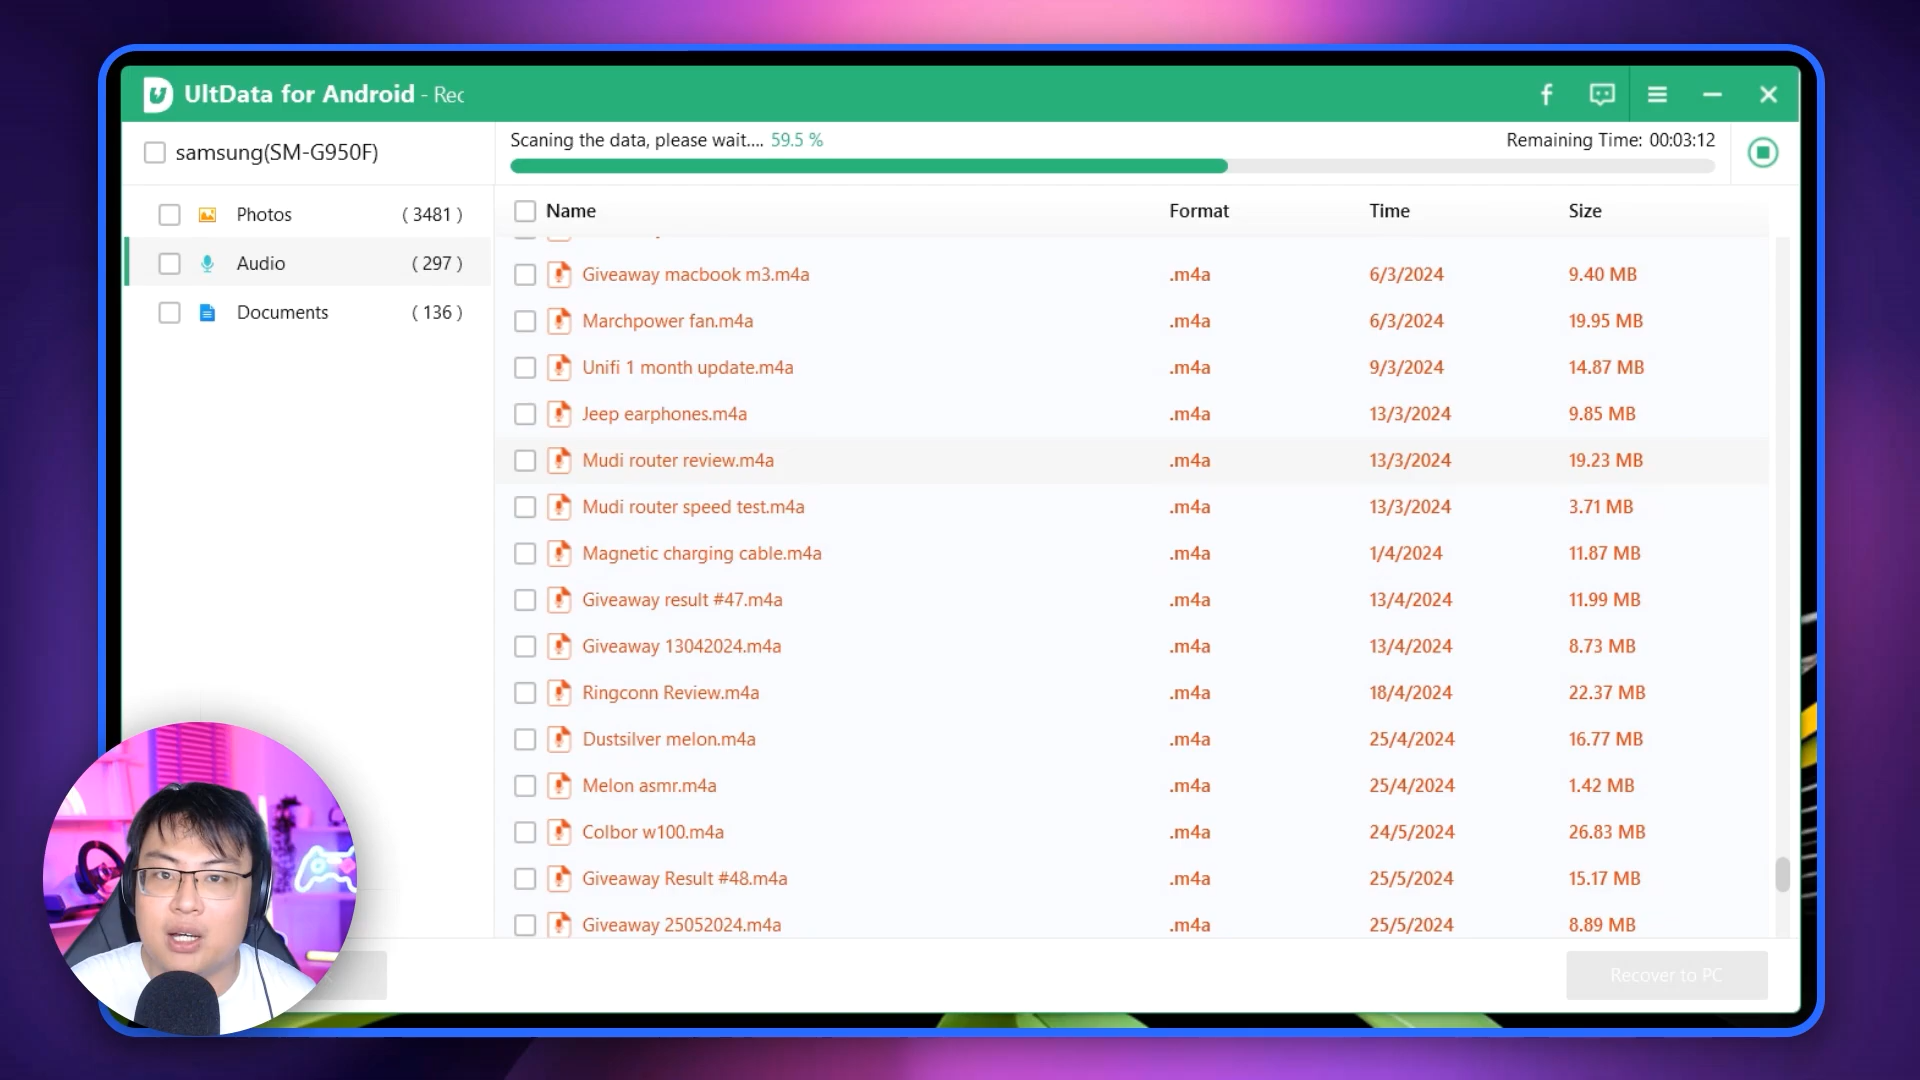 UltData for Android - Rec
f
samsung(SM-G950F)
Scaning the data, please wait.... 59.5 %
Remaining Time: 00:03:12
Photos ( 3481 )
Audio ( 297 )
Documents ( 136 )
Name Format Time Size
Giveaway macbook m3.m4a .m4a 6/3/2024 9.40 MB
Marchpower fan.m4a .m4a 6/3/2024 19.95 MB
Unifi 1 month update.m4a .m4a 9/3/2024 14.87 MB
Jeep earphones.m4a .m4a 13/3/2024 9.85 MB
Mudi router review.m4a .m4a 13/3/2024 19.23 MB
Mudi router speed test.m4a .m4a 13/3/2024 3.71 MB
Magnetic charging cable.m4a .m4a 1/4/2024 11.87 MB
Giveaway result #47.m4a .m4a 13/4/2024 11.99 MB
Giveaway 13042024.m4a .m4a 13/4/2024 8.73 MB
Ringconn Review.m4a .m4a 18/4/2024 22.37 MB
Dustsilver melon.m4a .m4a 25/4/2024 16.77 MB
Melon asmr.m4a .m4a 25/4/2024 1.42 MB
Colbor w100.m4a .m4a 24/5/2024 26.83 MB
Giveaway Result #48.m4a .m4a 25/5/2024 15.17 MB
Giveaway 25052024.m4a .m4a 25/5/2024 8.89 MB
Recover to PC